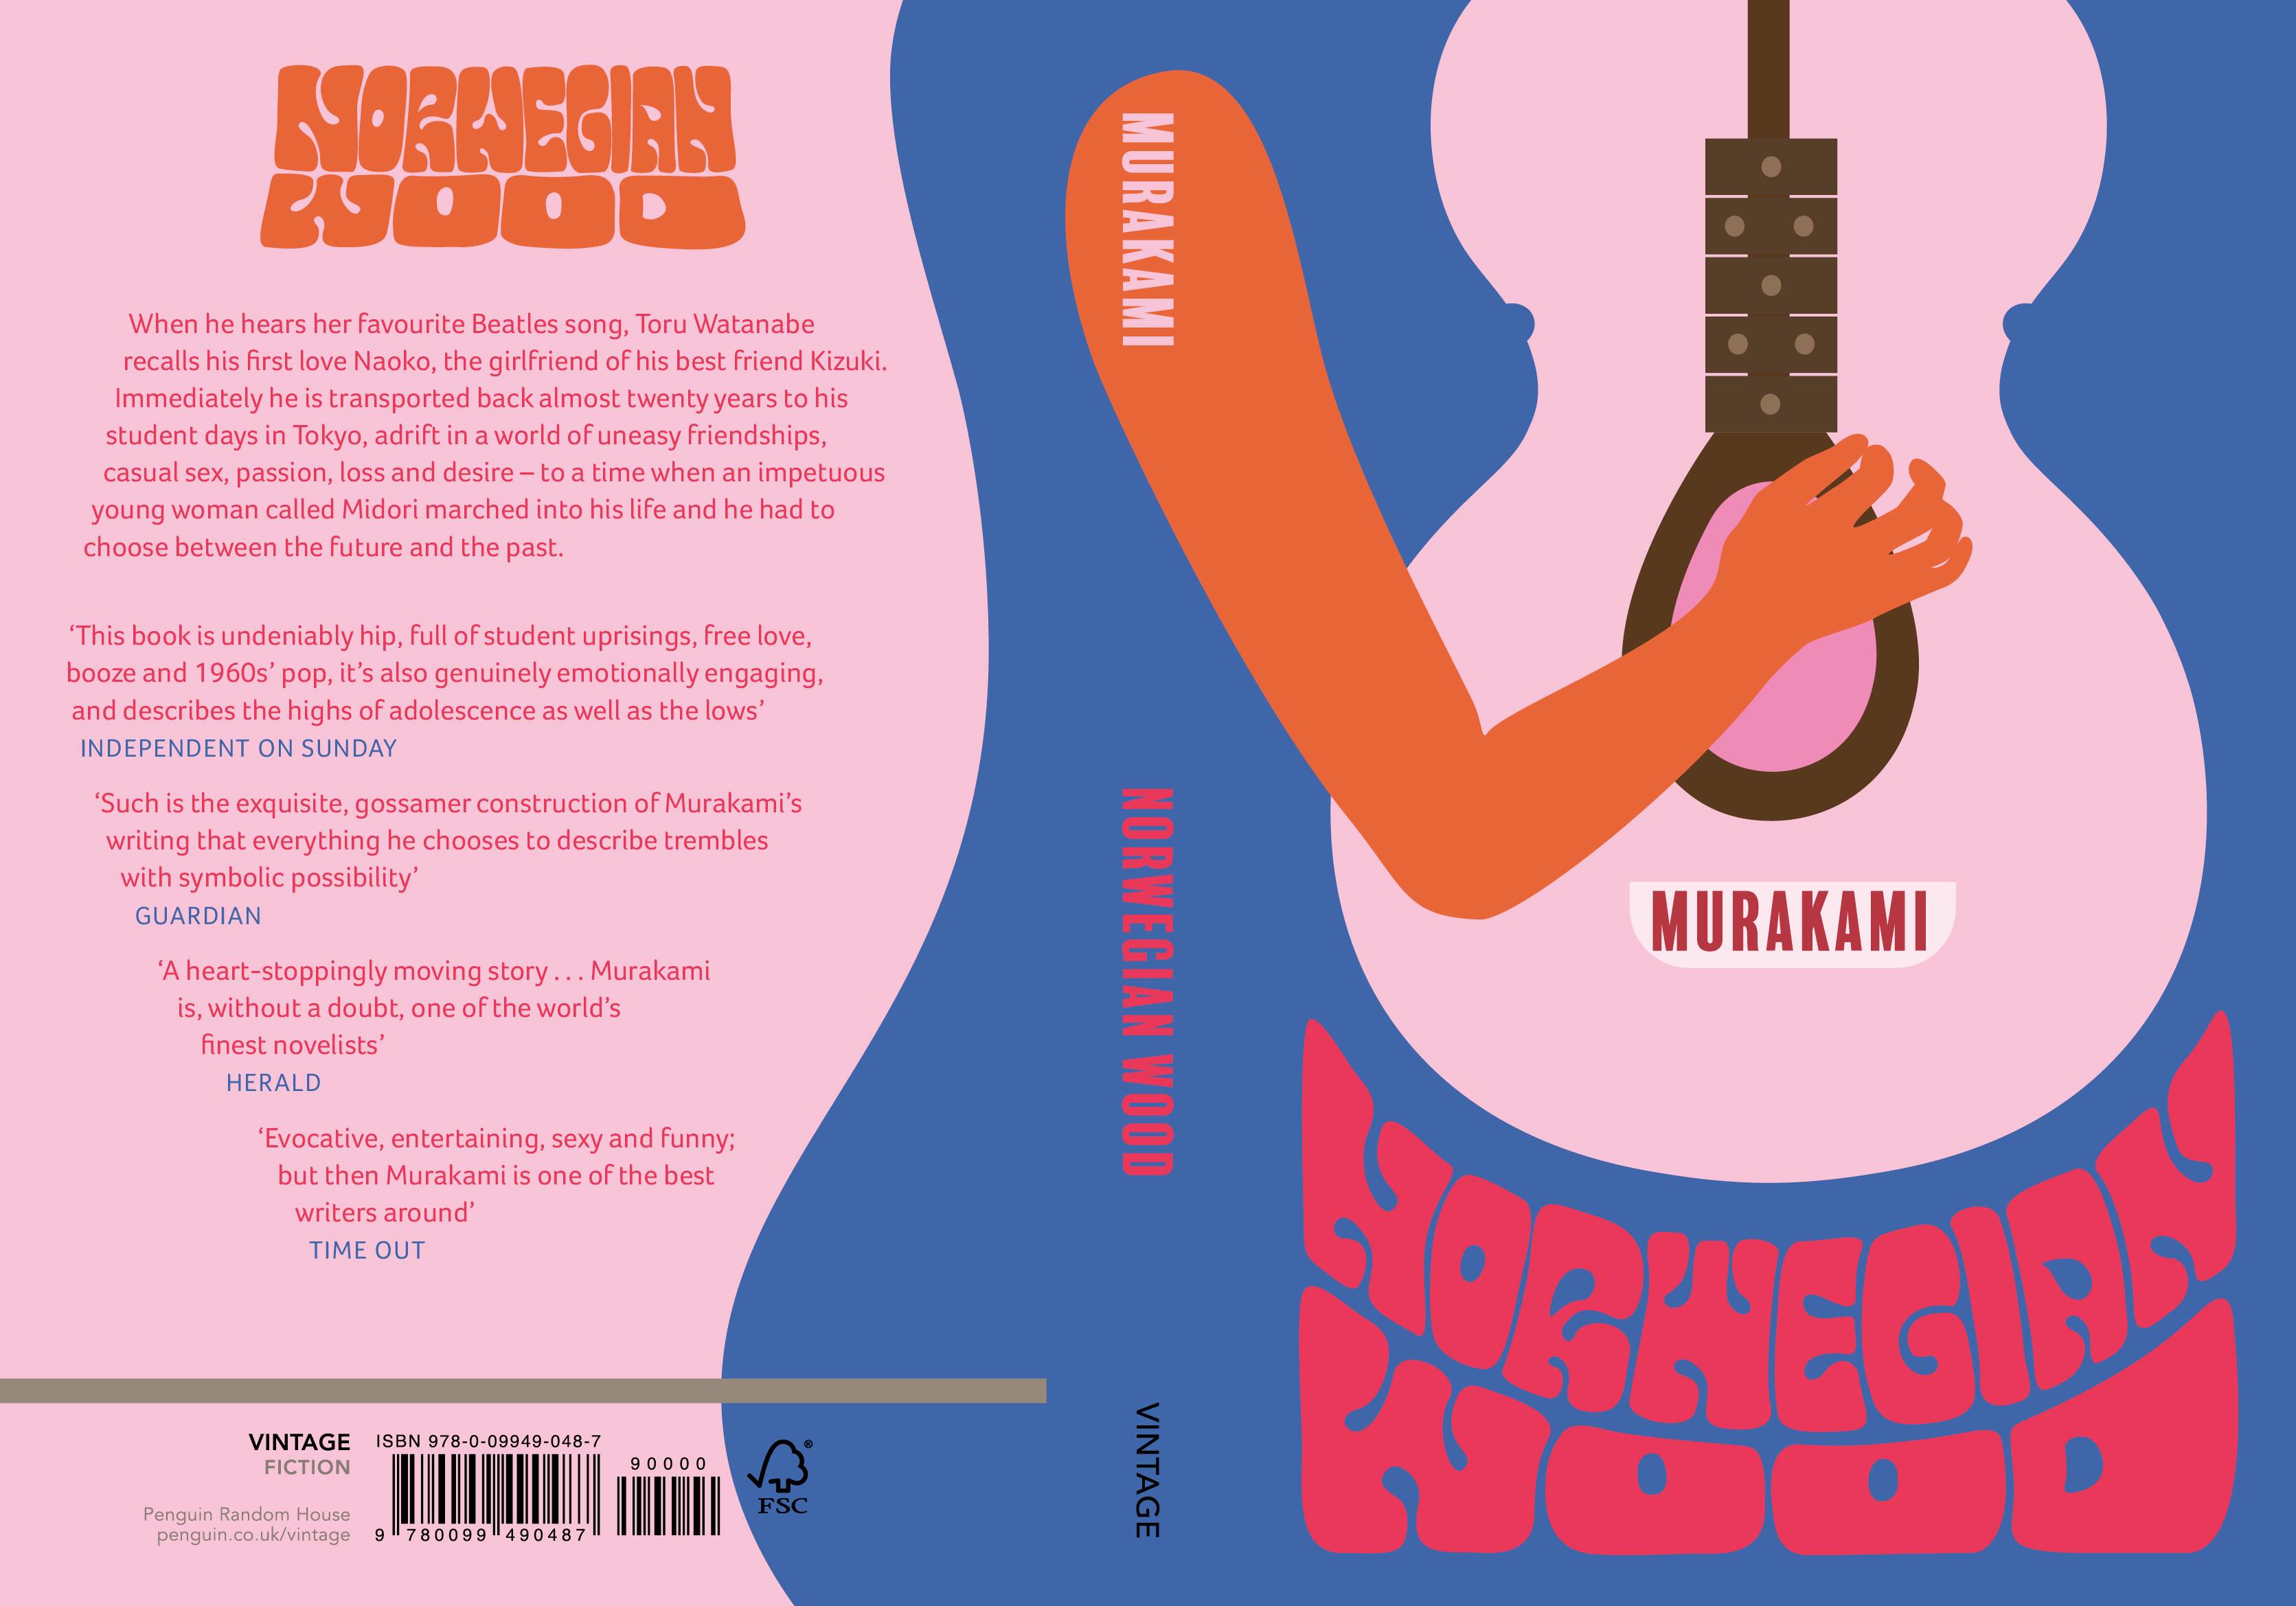 NORWEGIAN
WOOD
When he hears her favourite Beatles song, Toru Watanabe
recalls his first love Naoko, the girlfriend of his best friend Kizuki.
Immediately he is transported back almost twenty years to his
student days in Tokyo, adrift in a world of uneasy friendships,
casual sex, passion, loss and desire – to a time when an impetuous
young woman called Midori marched into his life and he had to
choose between the future and the past.
‘This book is undeniably hip, full of student uprisings, free love,
booze and 1960s’ pop, it’s also genuinely emotionally engaging,
and describes the highs of adolescence as well as the lows’
INDEPENDENT ON SUNDAY
‘Such is the exquisite, gossamer construction of Murakami’s
writing that everything he chooses to describe trembles
with symbolic possibility’
GUARDIAN
‘A heart-stoppingly moving story . . . Murakami
is, without a doubt, one of the world’s
finest novelists’
HERALD
‘Evocative, entertaining, sexy and funny;
but then Murakami is one of the best
writers around’
TIME OUT
VINTAGE
FICTION
Penguin Random House
penguin.co.uk/vintage
ISBN 978-0-09949-048-7
90000
9 780099 490487
®
FSC
MURAKAMI
NORWEGIAN WOOD
VINTAGE
MURAKAMI
NORWEGIAN
WOOD